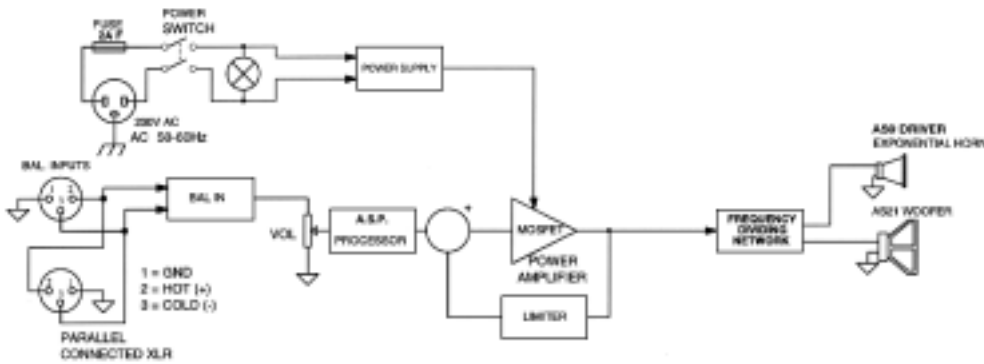 FUSE
2A F
POWER
SWITCH
POWER SUPPLY
230V AC
AC 50-60Hz
BAL. INPUTS
BAL IN
VOL
A.S.P.
PROCESSOR
+
MOSFET
POWER
AMPLIFIER
LIMITER
FREQUENCY
DIVIDING
NETWORK
DRIVER
EXPONENTIAL HORN
AS21 WOOFER
1 = GND
2 = HOT (+)
3 = COLD (-)
PARALLEL
CONNECTED XLR